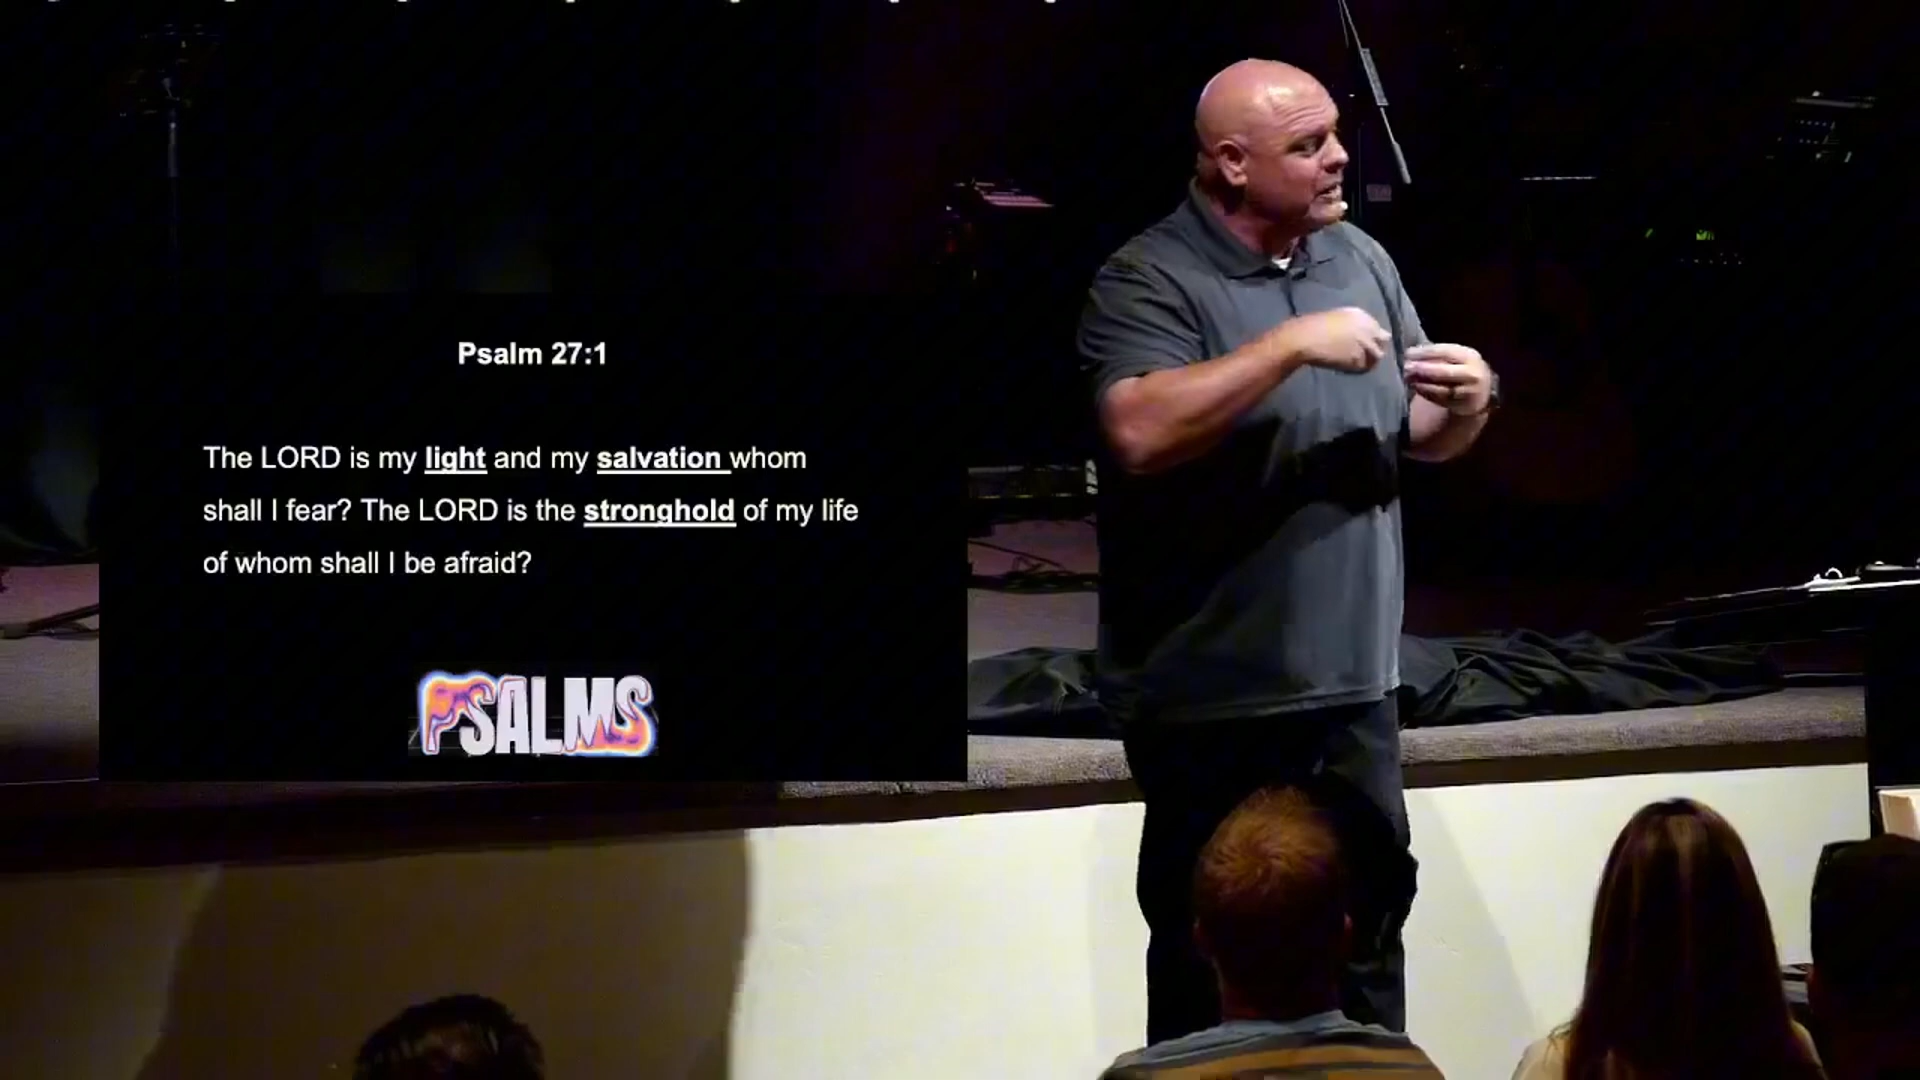 Psalm 27:1
The LORD is my light and my salvation whom
shall I fear? The LORD is the stronghold of my life
of whom shall I be afraid?
PSALMS